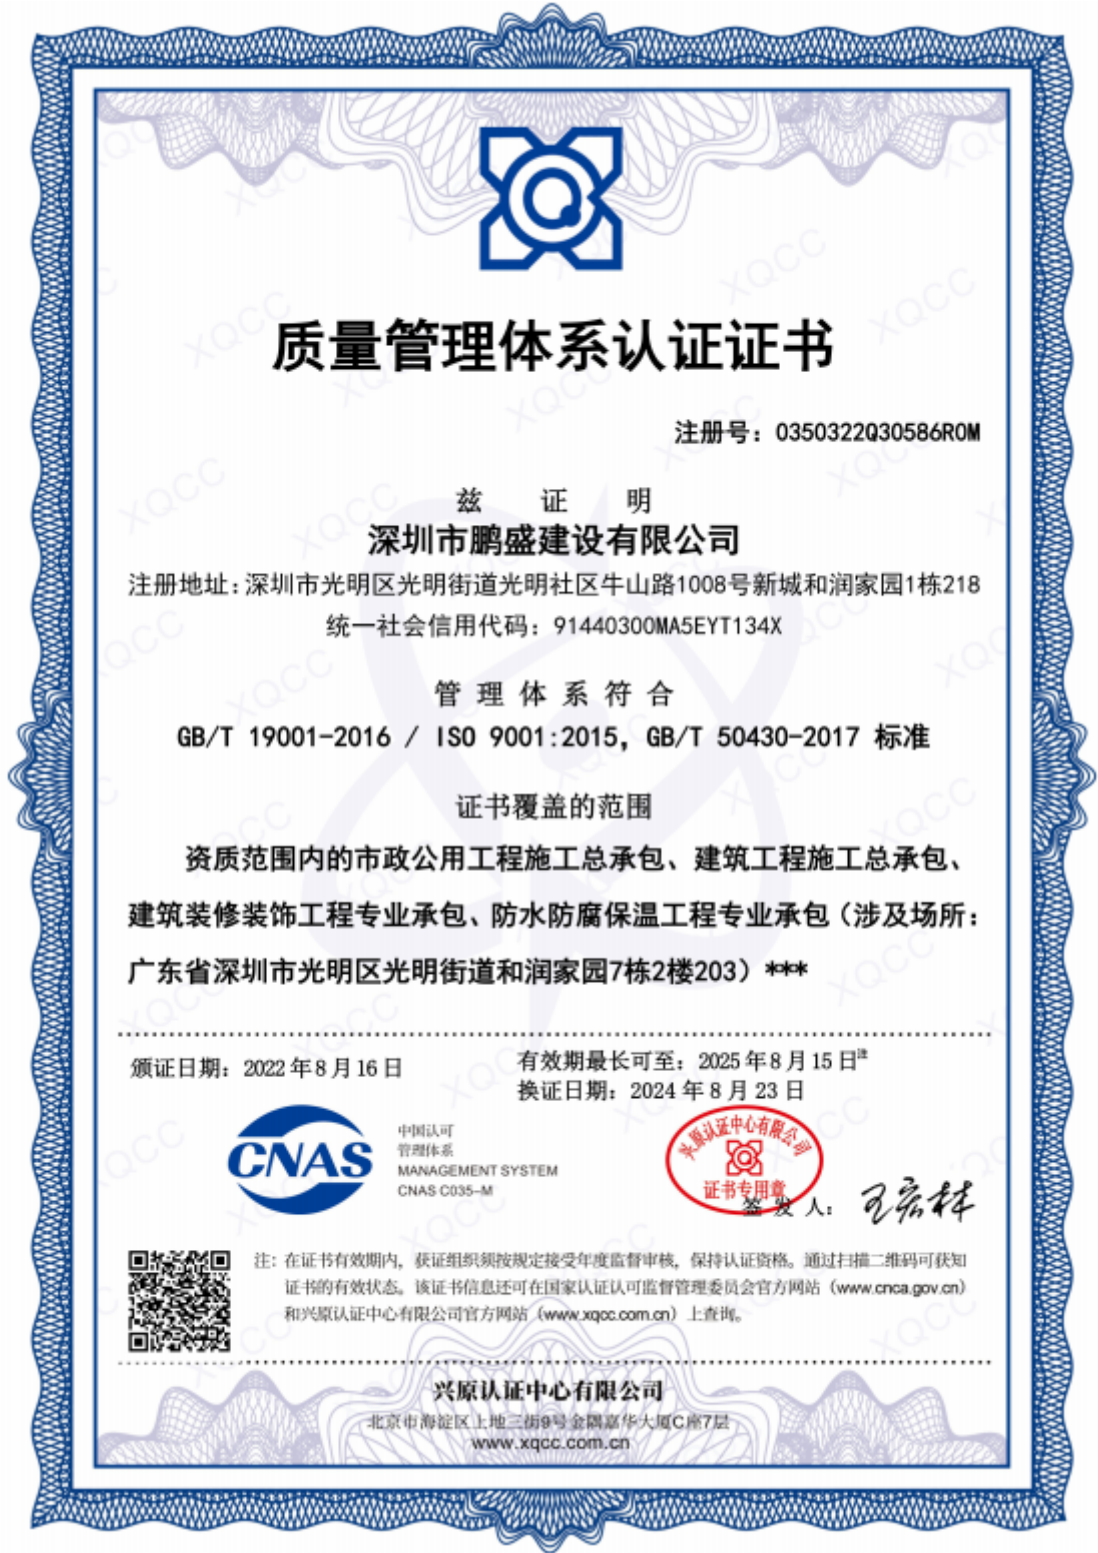 质量管理体系认证证书
注册号：0350322Q30586R0M
兹 证 明
深圳市鹏盛建设有限公司
注册地址：深圳市光明区光明街道光明社区牛山路1008号新城和润家园1栋218
统一社会信用代码：91440300MA5EYT134X
管 理 体 系 符 合
GB/T 19001-2016 / ISO 9001:2015, GB/T 50430-2017 标准
证书覆盖的范围
资质范围内的市政公用工程施工总承包、建筑工程施工总承包、
建筑装修装饰工程专业承包、防水防腐保温工程专业承包（涉及场所：
广东省深圳市光明区光明街道和润家园7栋2楼203）***
颁证日期：2022 年 8 月 16 日
有效期最长可至：2025 年 8 月 15 日注
换证日期：2024 年 8 月 23 日
CNAS
中国认可
管理体系
MANAGEMENT SYSTEM
CNAS C035-M
兴原认证中心有限公司
证书专用章
签 发 人：王宏林
注：在证书有效期内，获证组织须按规定接受年度监督审核，保持认证资格。通过扫描二维码可获知
证书的有效状态。该证书信息还可在国家认证认可监督管理委员会官方网站（www.cnca.gov.cn）
和兴原认证中心有限公司官方网站（www.xqcc.com.cn）上查询。
兴原认证中心有限公司
北京市海淀区上地三街9号金隅嘉华大厦C座7层
www.xqcc.com.cn